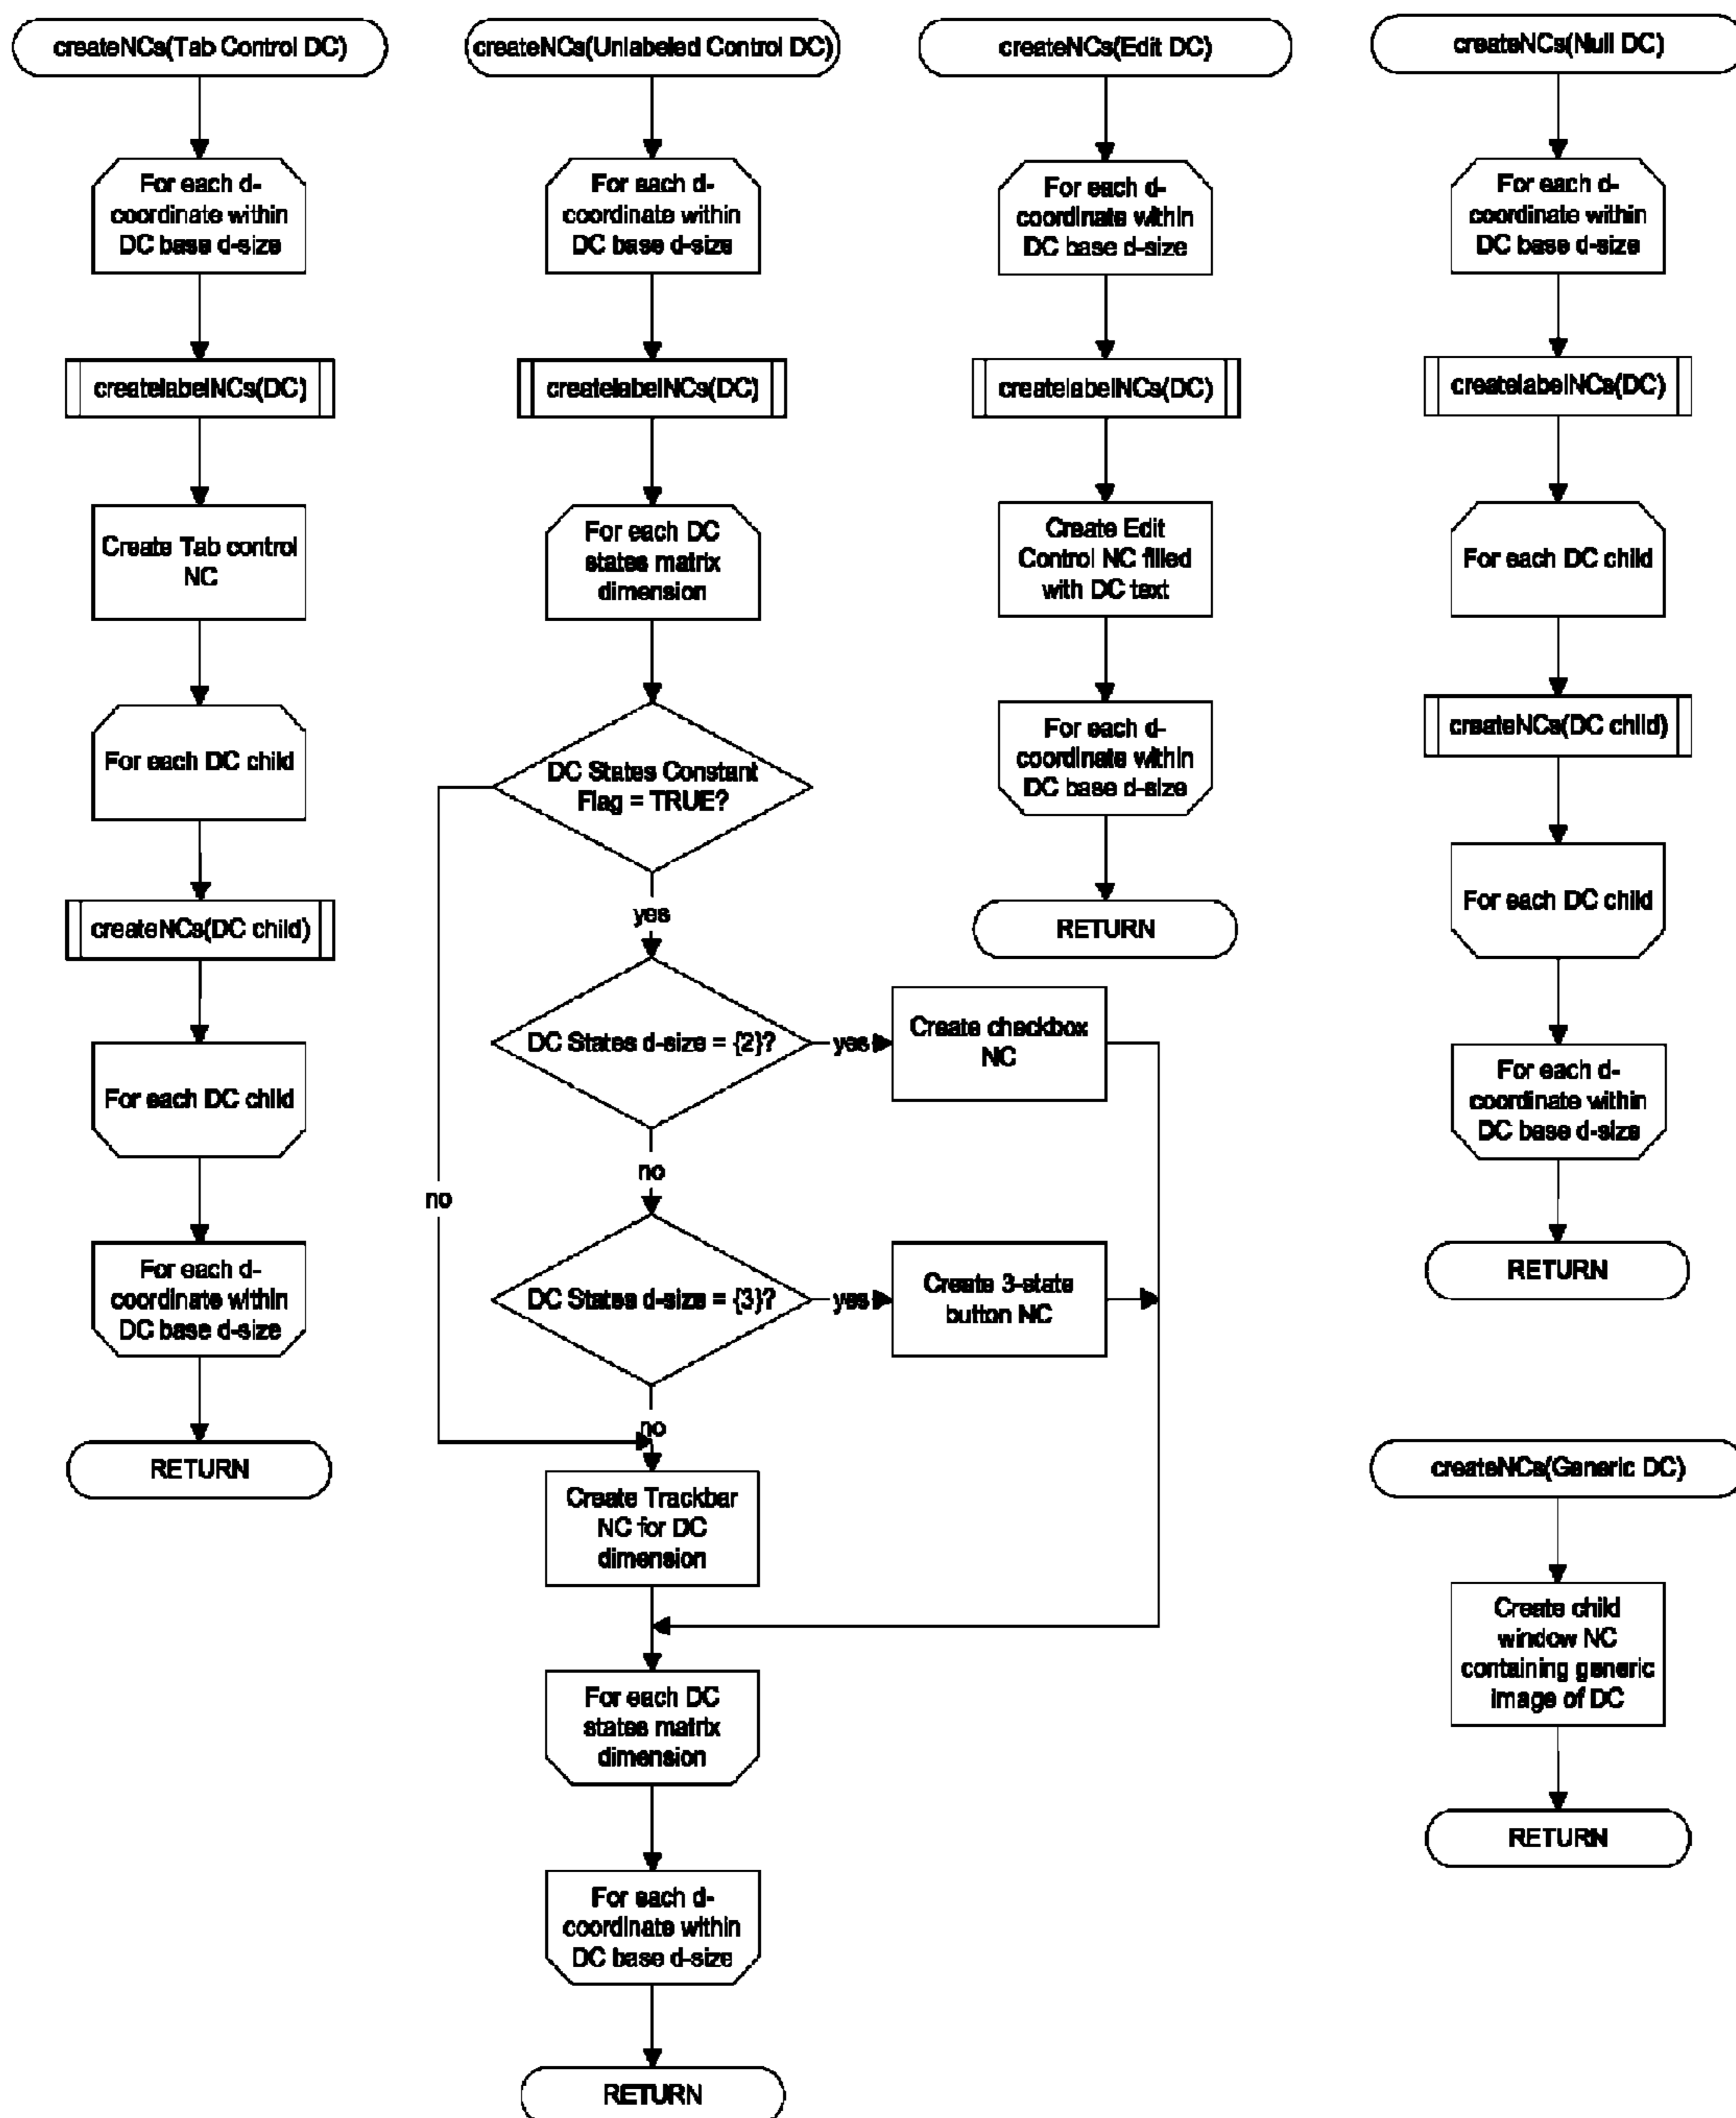 createNCs(Tab Control DC)
For each d-
coordinate within
DC base d-size
createlabelNCs(DC)
Create Tab control
NC
For each DC child
createNCs(DC child)
For each DC child
For each d-
coordinate within
DC base d-size
RETURN
createNCs(Unlabeled Control DC)
For each d-
coordinate within
DC base d-size
createlabelNCs(DC)
For each DC
states matrix
dimension
DC States Constant
Flag = TRUE?
yes
no
DC States d-size = {2}?
yes
Create checkbox
NC
no
DC States d-size = {3}?
yes
Create 3-state
button NC
no
Create Trackbar
NC for DC
dimension
For each DC
states matrix
dimension
For each d-
coordinate within
DC base d-size
RETURN
createNCs(Edit DC)
For each d-
coordinate within
DC base d-size
createlabelNCs(DC)
Create Edit
Control NC filled
with DC text
For each d-
coordinate within
DC base d-size
RETURN
createNCs(Null DC)
For each d-
coordinate within
DC base d-size
createlabelNCs(DC)
For each DC child
createNCs(DC child)
For each DC child
For each d-
coordinate within
DC base d-size
RETURN
createNCs(Generic DC)
Create child
window NC
containing generic
image of DC
RETURN